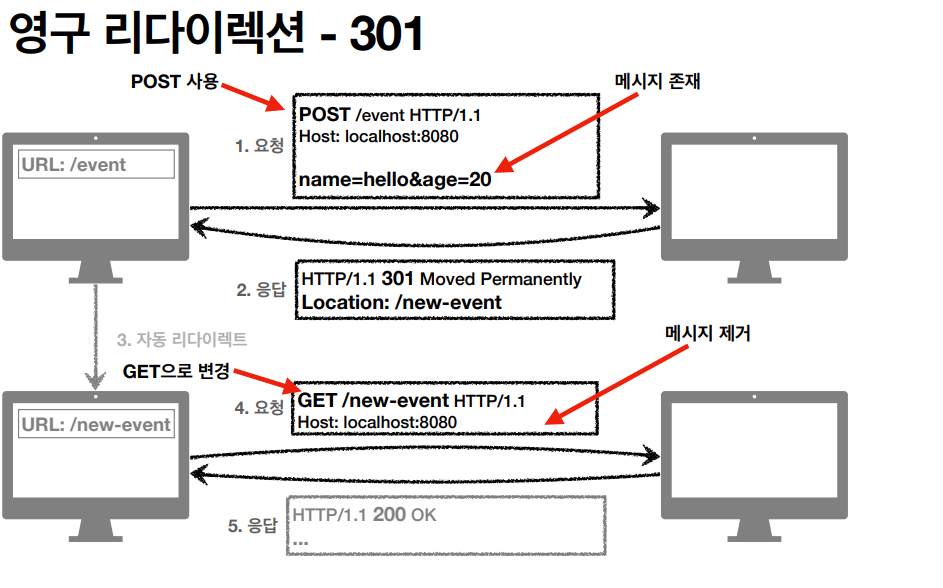 영구 리다이렉션 - 301
POST 사용
메시지 존재
1. 요청
POST /event HTTP/1.1
Host: localhost:8080
name=hello&age=20
URL: /event
2. 응답
HTTP/1.1 301 Moved Permanently
Location: /new-event
3. 자동 리다이렉트
메시지 제거
GET으로 변경
4. 요청
GET /new-event HTTP/1.1
Host: localhost:8080
URL: /new-event
5. 응답
HTTP/1.1 200 OK
...